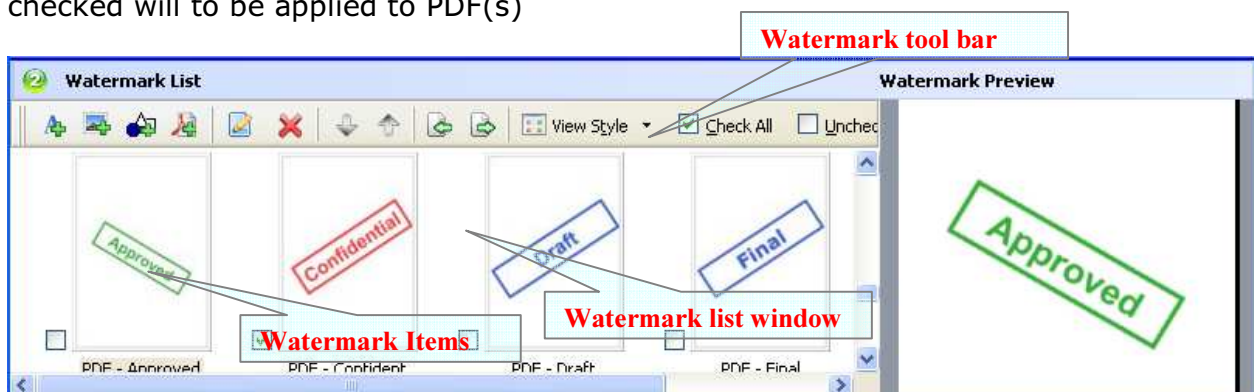 checked will to be applied to PDF(s)
Watermark tool bar
Watermark List
Watermark Preview
View Style
Check All
Unchec
Approved
Confidential
Draft
Final
Approved
Watermark Items
Watermark list window
PDF - Approved
PDF - Confident
PDF - Draft
PDF - Final